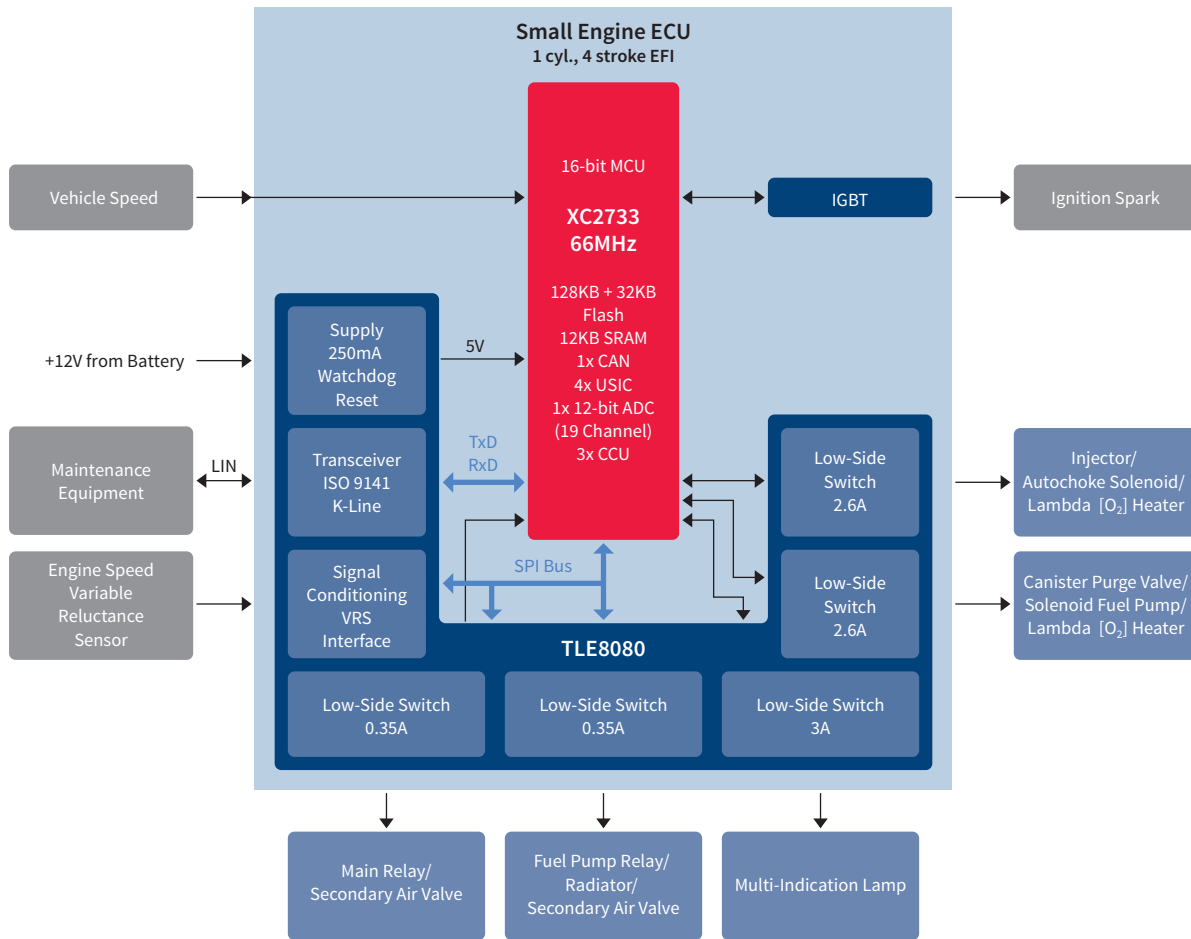 Small Engine ECU
1 cyl., 4 stroke EFI
16-bit MCU
XC2733
66MHz
128KB + 32KB
Flash
12KB SRAM
1x CAN
4x USIC
1x 12-bit ADC
(19 Channel)
3x CCU
Vehicle Speed
IGBT
Ignition Spark
+12V from Battery
Supply
250mA
Watchdog
Reset
5V
Maintenance
Equipment
LIN
Transceiver
ISO 9141
K-Line
TxD
RxD
Low-Side
Switch
2.6A
Injector/
Autochoke Solenoid/
Lambda [O₂] Heater
Engine Speed
Variable
Reluctance
Sensor
Signal
Conditioning
VRS
Interface
SPI Bus
Low-Side
Switch
2.6A
Canister Purge Valve/
Solenoid Fuel Pump/
Lambda [O₂] Heater
TLE8080
Low-Side Switch
0.35A
Low-Side Switch
0.35A
Low-Side Switch
3A
Main Relay/
Secondary Air Valve
Fuel Pump Relay/
Radiator/
Secondary Air Valve
Multi-Indication Lamp